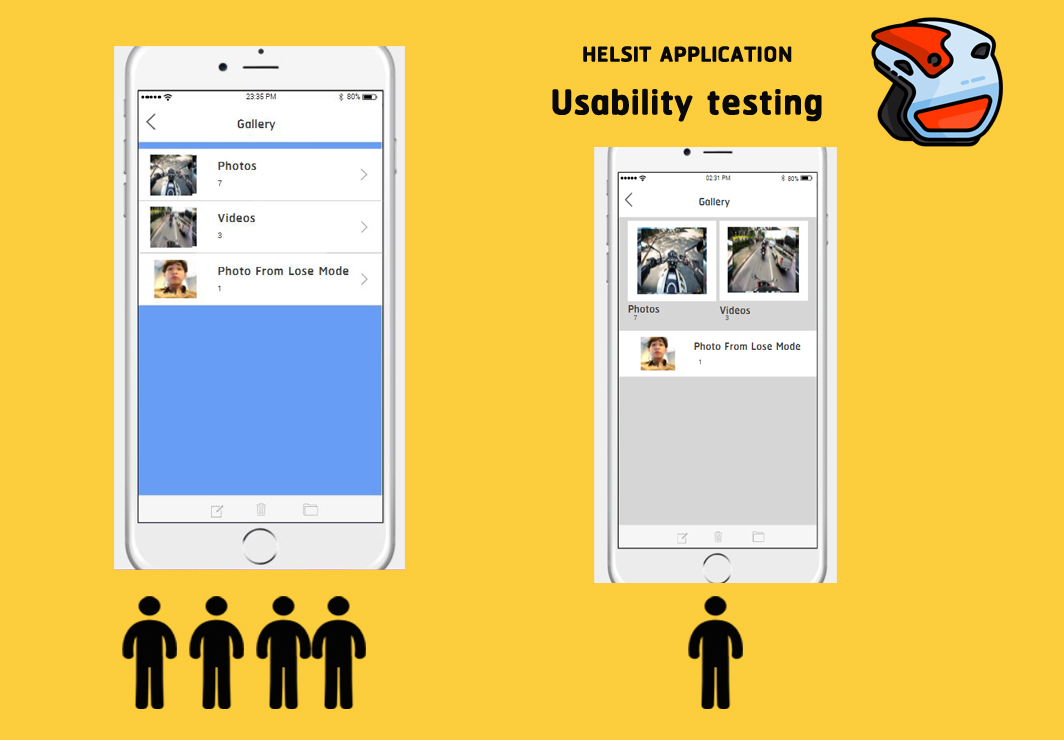 HELSIT APPLICATION
Usability testing
23:35 PM
80%
Gallery
Photos
7
Videos
3
Photo From Lose Mode
1
02:31 PM
80%
Gallery
Photos
7
Videos
3
Photo From Lose Mode
1